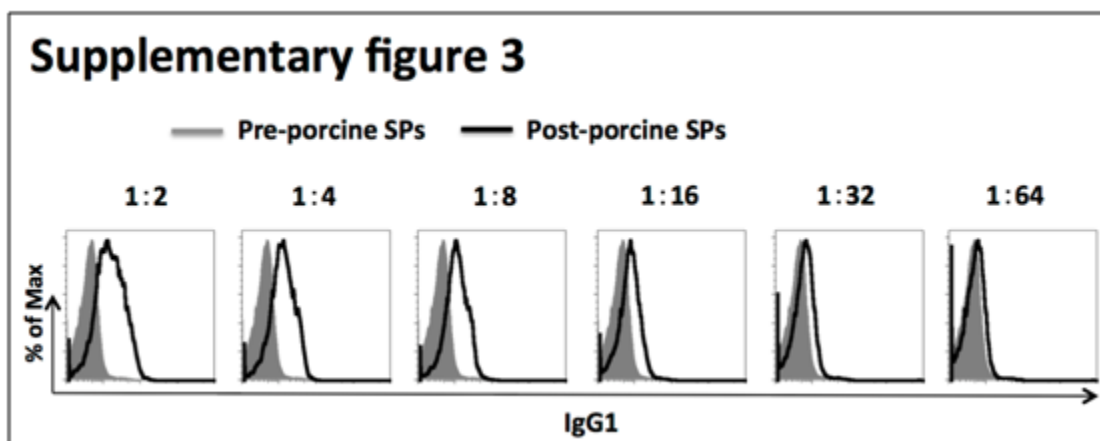 Supplementary figure 3
Pre-porcine SPs Post-porcine SPs
1:2 1:4 1:8 1:16 1:32 1:64
% of Max
IgG1